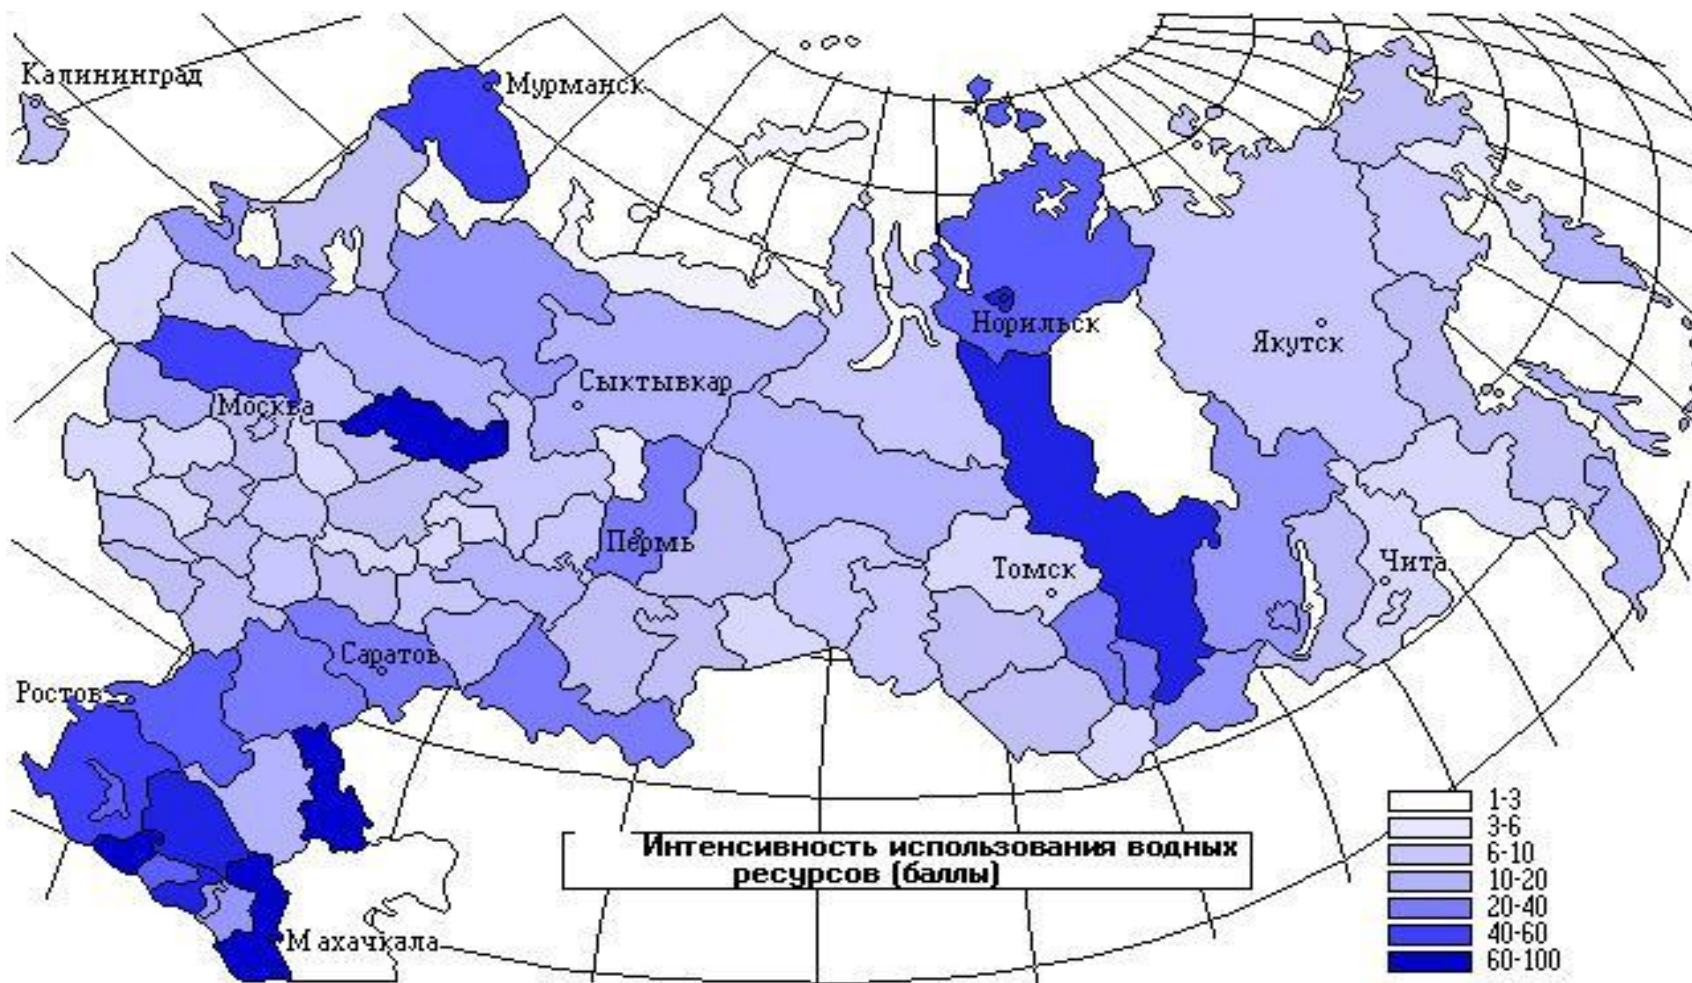 Калининград
Мурманск
Норильск
Якутск
Сыктывкар
Москва
Пермь
Томск
Чита
Саратов
Ростов
Махачкала
Интенсивность использования водных
ресурсов (баллы)
1-3
3-6
6-10
10-20
20-40
40-60
60-100